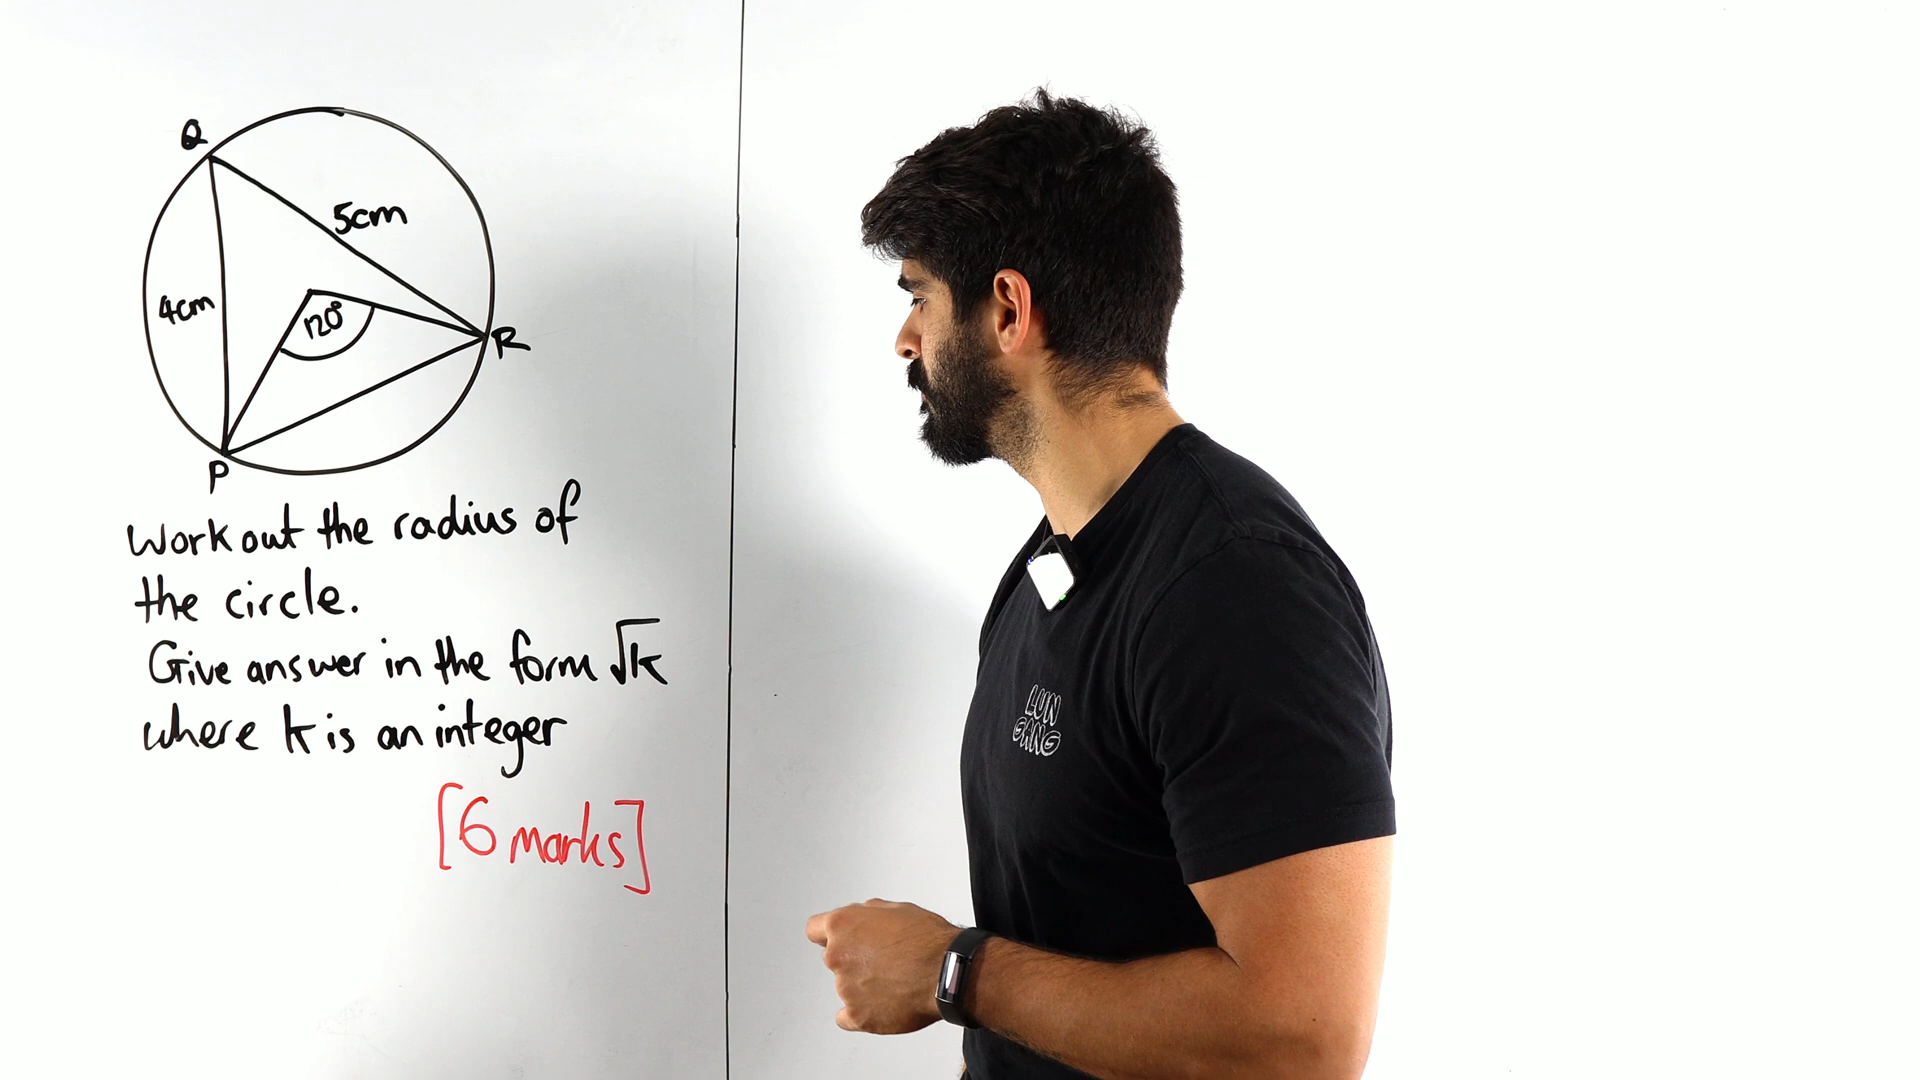 Q
5cm
4cm
120°
R
P
Work out the radius of
the circle.
Give answer in the form √k
where k is an integer
[6 marks]
LUN
GANG